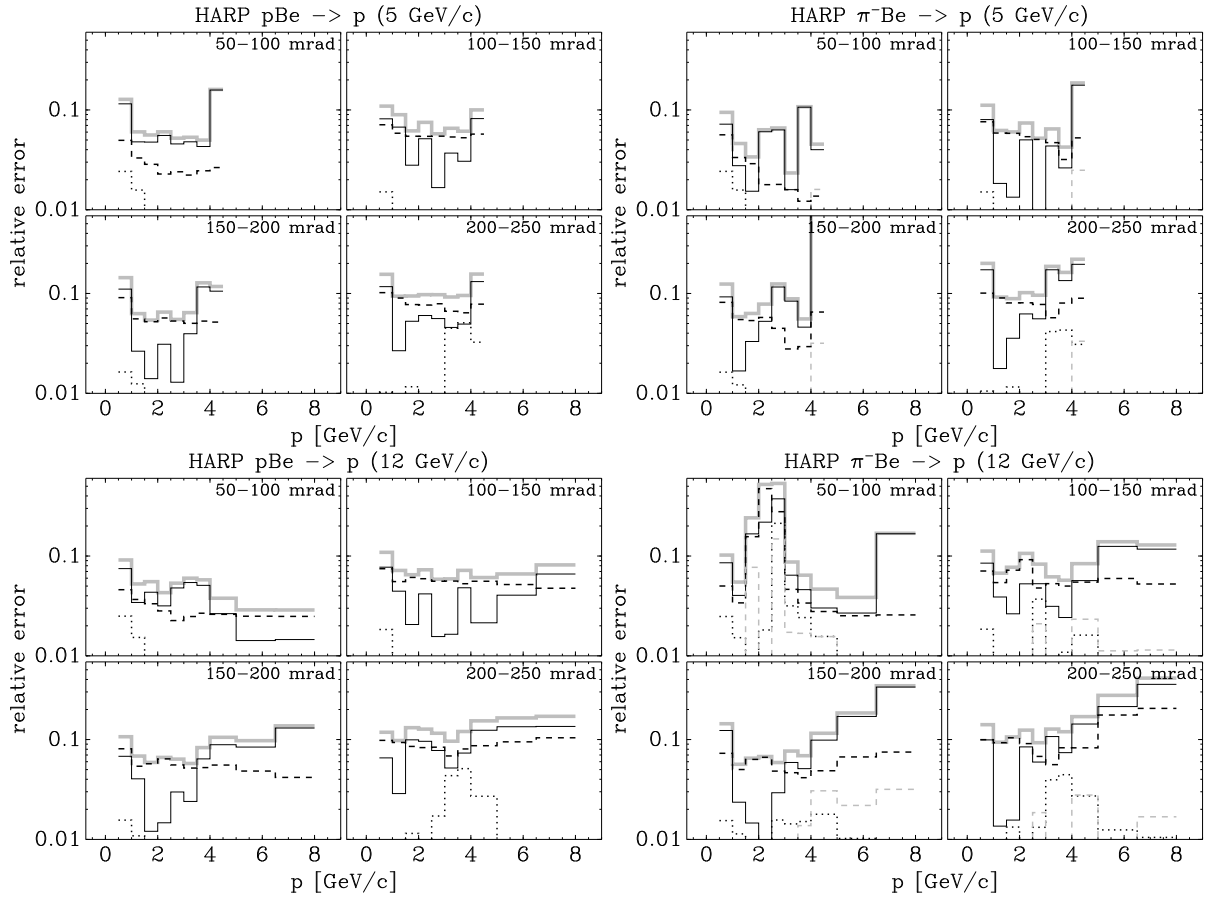 HARP pBe −> p (5 GeV/c)
HARP π⁻Be −> p (5 GeV/c)
50−100 mrad
100−150 mrad
50−100 mrad
100−150 mrad
0.1
0.1
0.01
0.01
150−200 mrad
200−250 mrad
150−200 mrad
200−250 mrad
relative error
relative error
0.1
0.1
0.01
0.01
0 2 4 6 8
0 2 4 6 8
0 2 4 6 8
0 2 4 6 8
p [GeV/c]
p [GeV/c]
HARP pBe −> p (12 GeV/c)
HARP π⁻Be −> p (12 GeV/c)
50−100 mrad
100−150 mrad
50−100 mrad
100−150 mrad
0.1
0.1
0.01
0.01
150−200 mrad
200−250 mrad
150−200 mrad
200−250 mrad
relative error
relative error
0.1
0.1
0.01
0.01
0 2 4 6 8
0 2 4 6 8
0 2 4 6 8
0 2 4 6 8
p [GeV/c]
p [GeV/c]